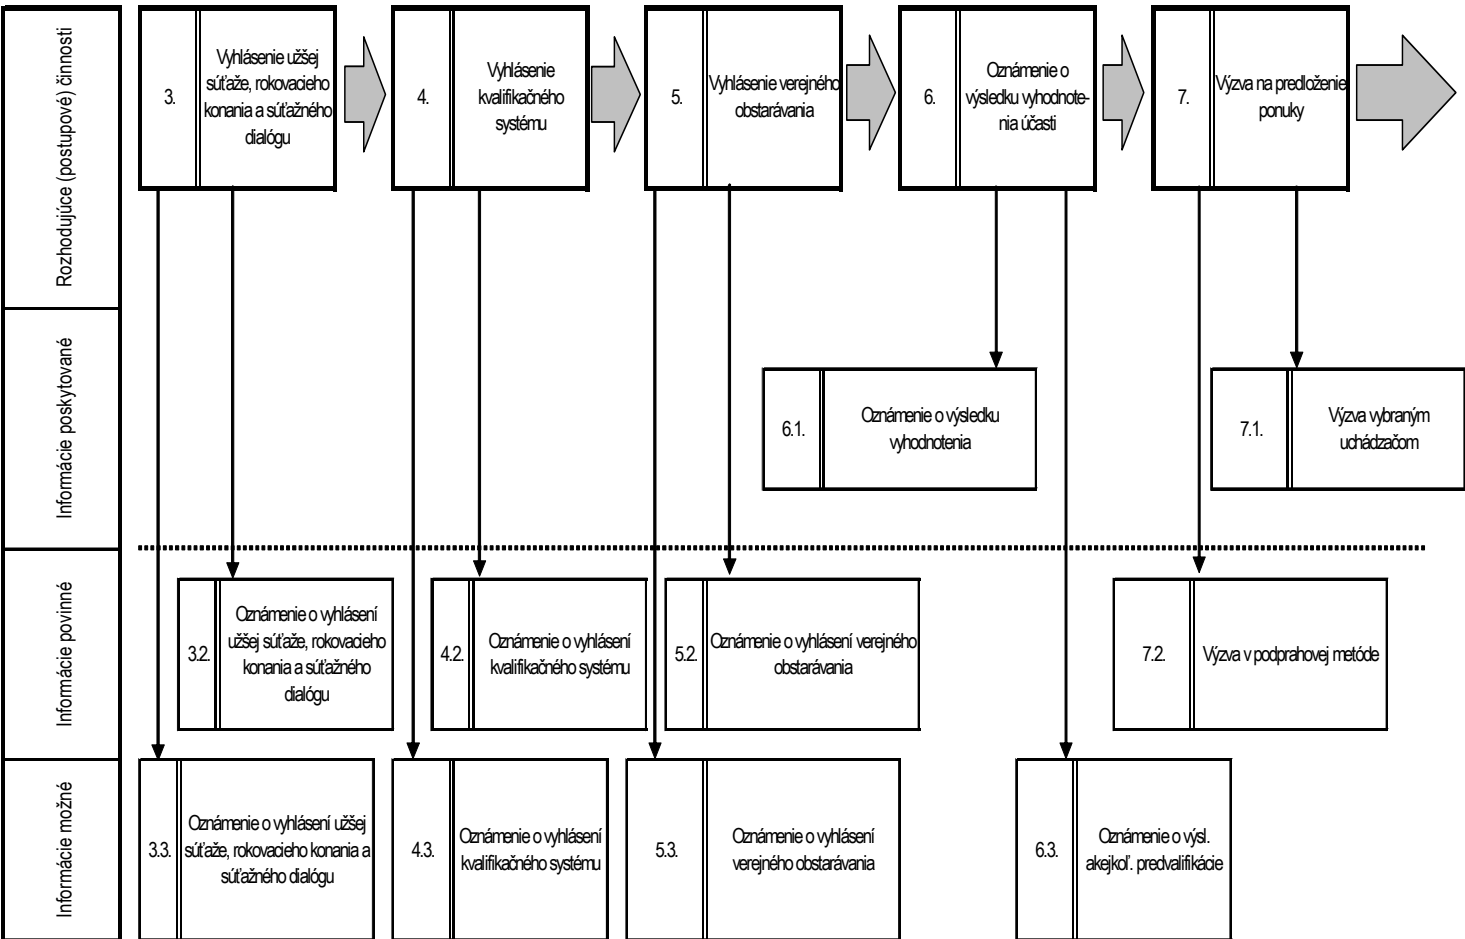 Rozhodujúce (postupové) činnosti
3.
Vyhlásenie užšej
súťaže, rokovacieho
konania a súťažného
dialógu
4.
Vyhlásenie
kvalifikačného
systému
5.
Vyhlásenie verejného
obstarávania
6.
Oznámenie o
výsledku vyhodnote-
nia účasti
7.
Výzva na predloženie
ponuky
Informácie poskytované
6.1.
Oznámenie o výsledku
vyhodnotenia
7.1.
Výzva vybraným
uchádzačom
Informácie povinné
3.2.
Oznámenie o vyhlásení
užšej súťaže, rokovacieho
konania a súťažného
dialógu
4.2.
Oznámenie o vyhlásení
kvalifikačného systému
5.2.
Oznámenie o vyhlásení verejného
obstarávania
7.2.
Výzva v podprahovej metóde
Informácie možné
3.3.
Oznámenie o vyhlásení užšej
súťaže, rokovacieho konania a
súťažného dialógu
4.3.
Oznámenie o vyhlásení
kvalifikačného systému
5.3.
Oznámenie o vyhlásení
verejného obstarávania
6.3.
Oznámenie o výsl.
akejkoľ. predvalifikácie